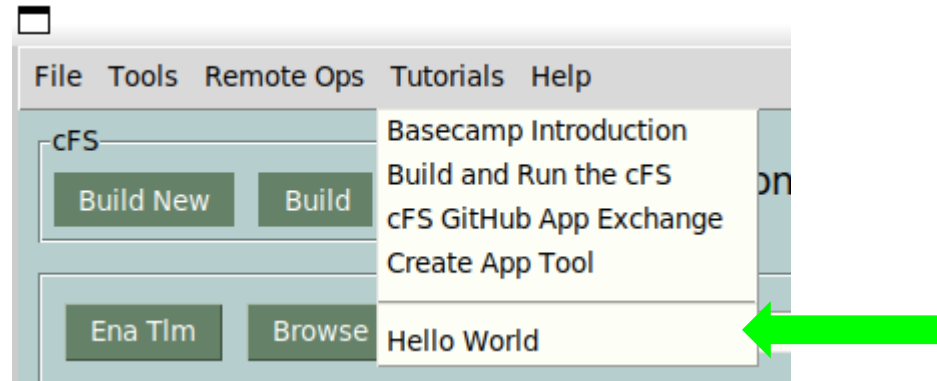 File Tools Remote Ops Tutorials Help
cFS
Build New Build
Basecamp Introduction
Build and Run the cFS
cFS GitHub App Exchange
Create App Tool
Hello World
on
Ena Tlm Browse